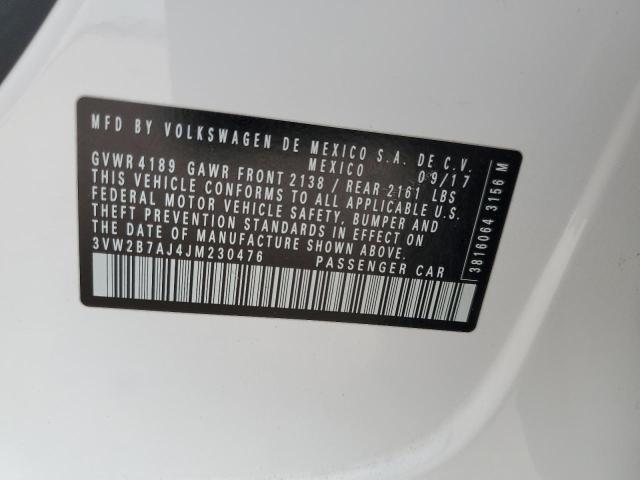 MFD BY VOLKSWAGEN DE MEXICO S.A. DE C.V.
MEXICO 09/17
GVWR 4189 GAWR FRONT 2138 / REAR 2161 LBS
THIS VEHICLE CONFORMS TO ALL APPLICABLE U.S.
FEDERAL MOTOR VEHICLE SAFETY, BUMPER AND
THEFT PREVENTION STANDARDS IN EFFECT ON
THE DATE OF MANUFACTURE SHOWN ABOVE.
3VW2B7AJ4JM230476 PASSENGER CAR
3816064 3156 M